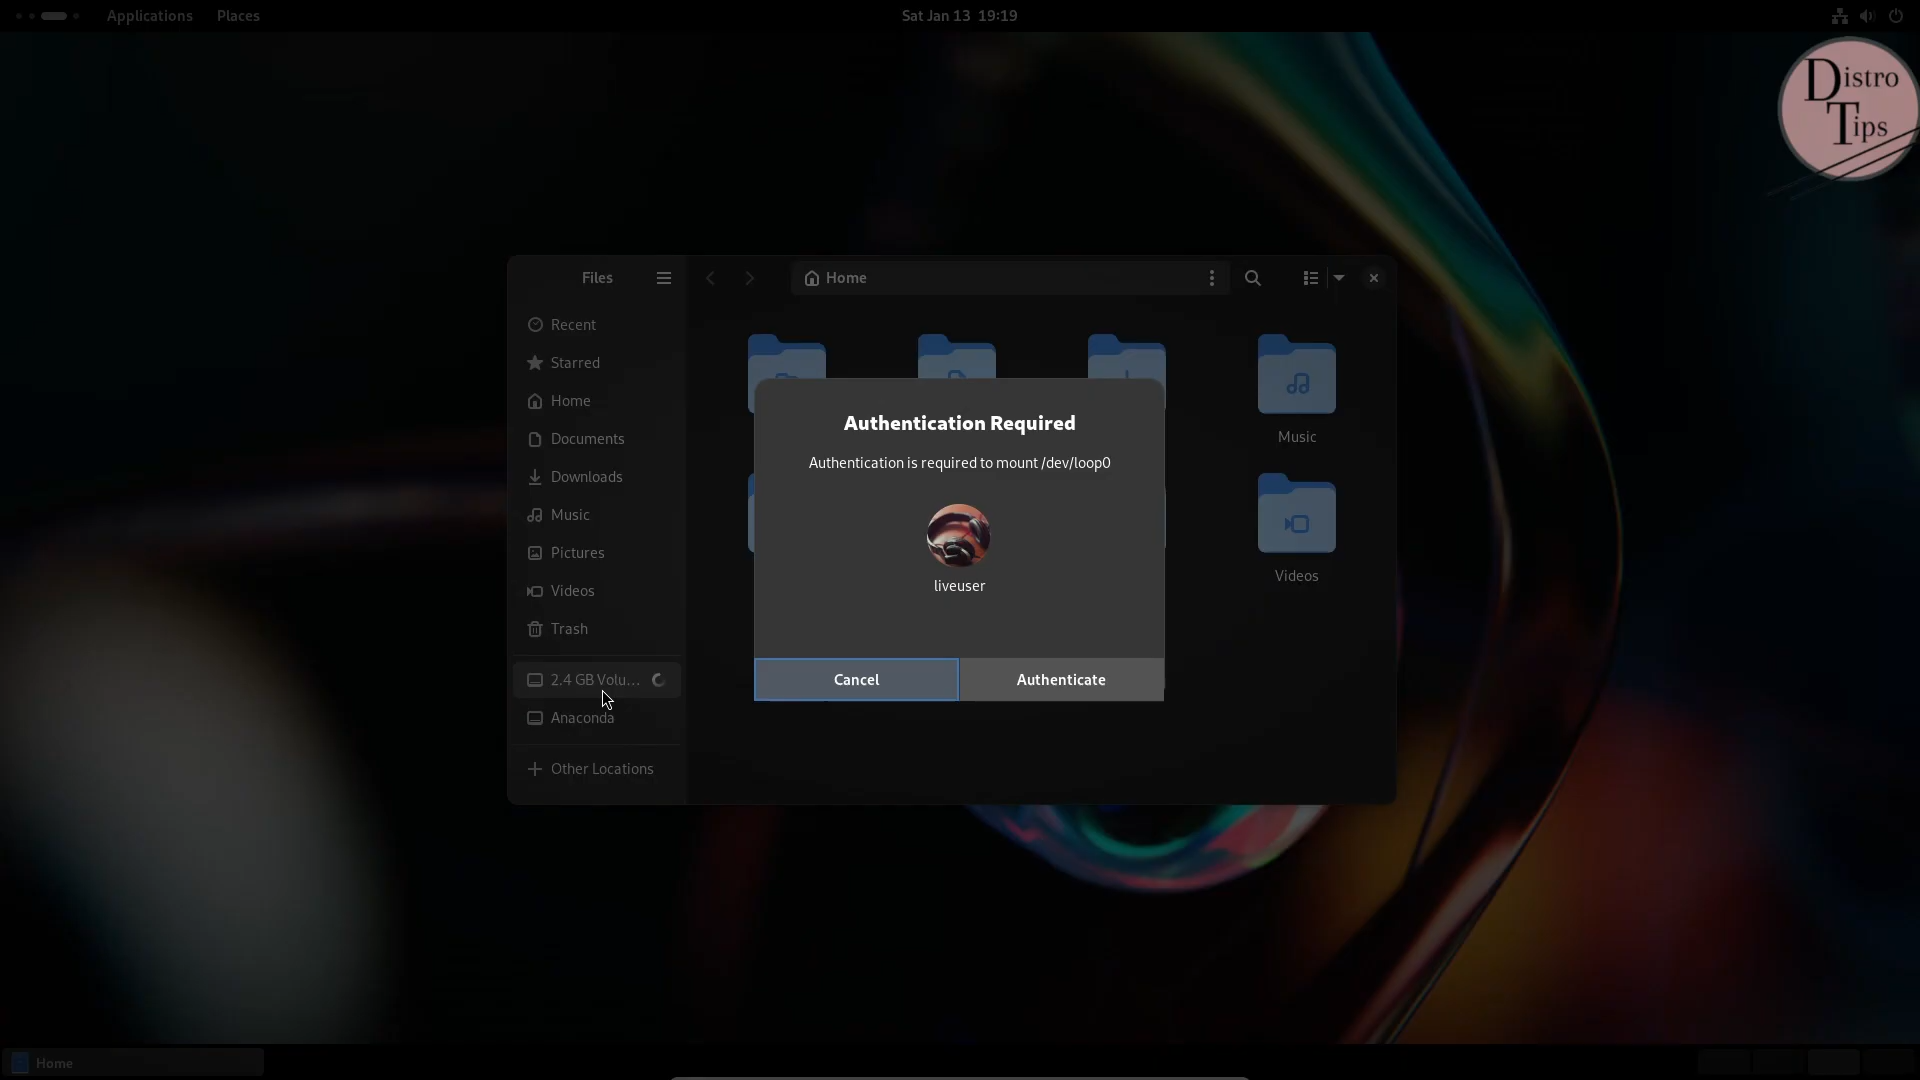 Applications Places Sat Jan 13 19:19
Distro
Tips
Files Home
Recent
Starred
Home
Documents
Downloads
Music
Pictures
Videos
Trash
2.4 GB Volu...
Anaconda
Other Locations
Music
Videos
Authentication Required
Authentication is required to mount /dev/loop0
liveuser
Cancel Authenticate
Home